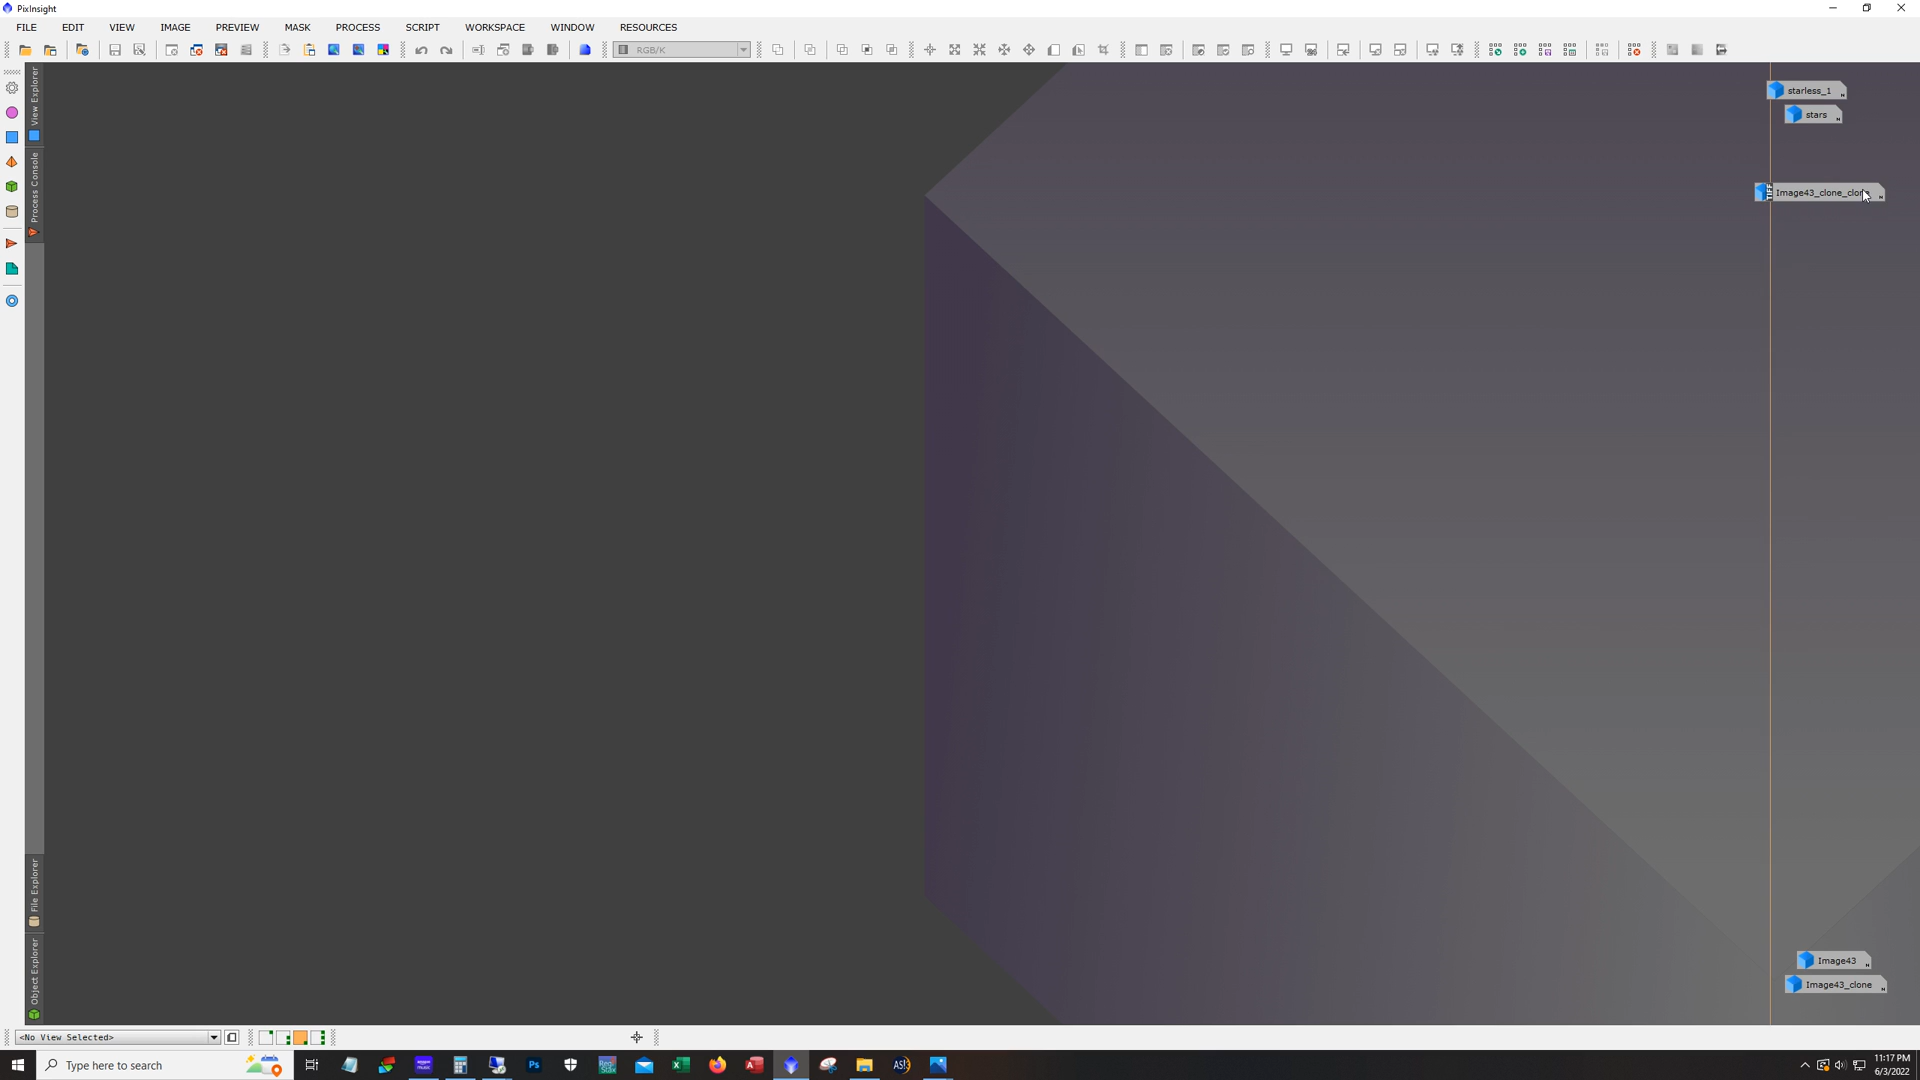 PixInsight
FILE EDIT VIEW IMAGE PREVIEW MASK PROCESS SCRIPT WORKSPACE WINDOW RESOURCES
RGB/K
View Explorer
Process Console
File Explorer
Object Explorer
starless_1
stars
Image43_clone_clone
Image43
Image43_clone
<No View Selected>
Type here to search
11:17 PM
6/3/2022